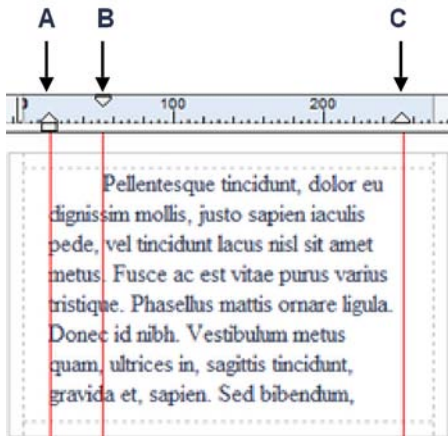 A B C
0 100 200
Pellentesque tincidunt, dolor eu
dignissim mollis, justo sapien iaculis
pede, vel tincidunt lacus nisl sit amet
metus. Fusce ac est vitae purus varius
tristique. Phasellus mattis ornare ligula.
Donec id nibh. Vestibulum metus
quam, ultrices in, sagittis tincidunt,
gravida et, sapien. Sed bibendum,